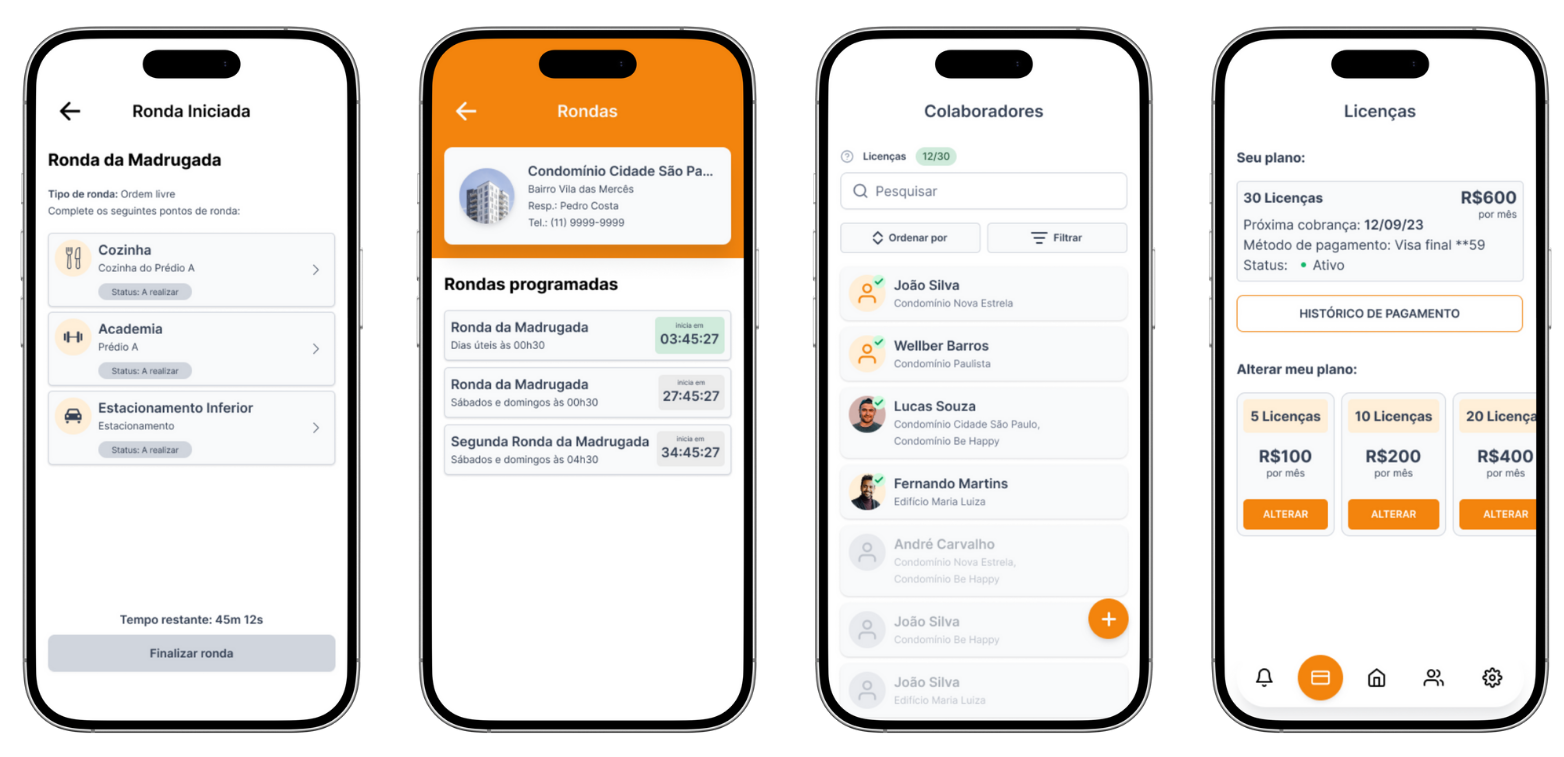 Ronda Iniciada
Ronda da Madrugada
Tipo de ronda: Ordem livre
Complete os seguintes pontos de ronda:
Cozinha
Cozinha do Prédio A
Status: A realizar
Academia
Prédio A
Status: A realizar
Estacionamento Inferior
Estacionamento
Status: A realizar
Tempo restante: 45m 12s
Finalizar ronda
Rondas
Condomínio Cidade São Pa...
Bairro Vila das Mercês
Resp.: Pedro Costa
Tel.: (11) 9999-9999
Rondas programadas
Ronda da Madrugada
Dias úteis às 00h30
inicia em
03:45:27
Ronda da Madrugada
Sábados e domingos às 00h30
inicia em
27:45:27
Segunda Ronda da Madrugada
Sábados e domingos às 04h30
inicia em
34:45:27
Colaboradores
Licenças 12/30
Pesquisar
Ordenar por
Filtrar
João Silva
Condomínio Nova Estrela
Wellber Barros
Condomínio Paulista
Lucas Souza
Condomínio Cidade São Paulo,
Condomínio Be Happy
Fernando Martins
Edifício Maria Luiza
André Carvalho
Condomínio Nova Estrela,
Condomínio Be Happy
João Silva
Condomínio Be Happy
João Silva
Edifício Maria Luiza
Licenças
Seu plano:
30 Licenças
R$600
por mês
Próxima cobrança: 12/09/23
Método de pagamento: Visa final **59
Status: • Ativo
HISTÓRICO DE PAGAMENTO
Alterar meu plano:
5 Licenças
R$100
por mês
ALTERAR
10 Licenças
R$200
por mês
ALTERAR
20 Licença
R$400
por mês
ALTERAR